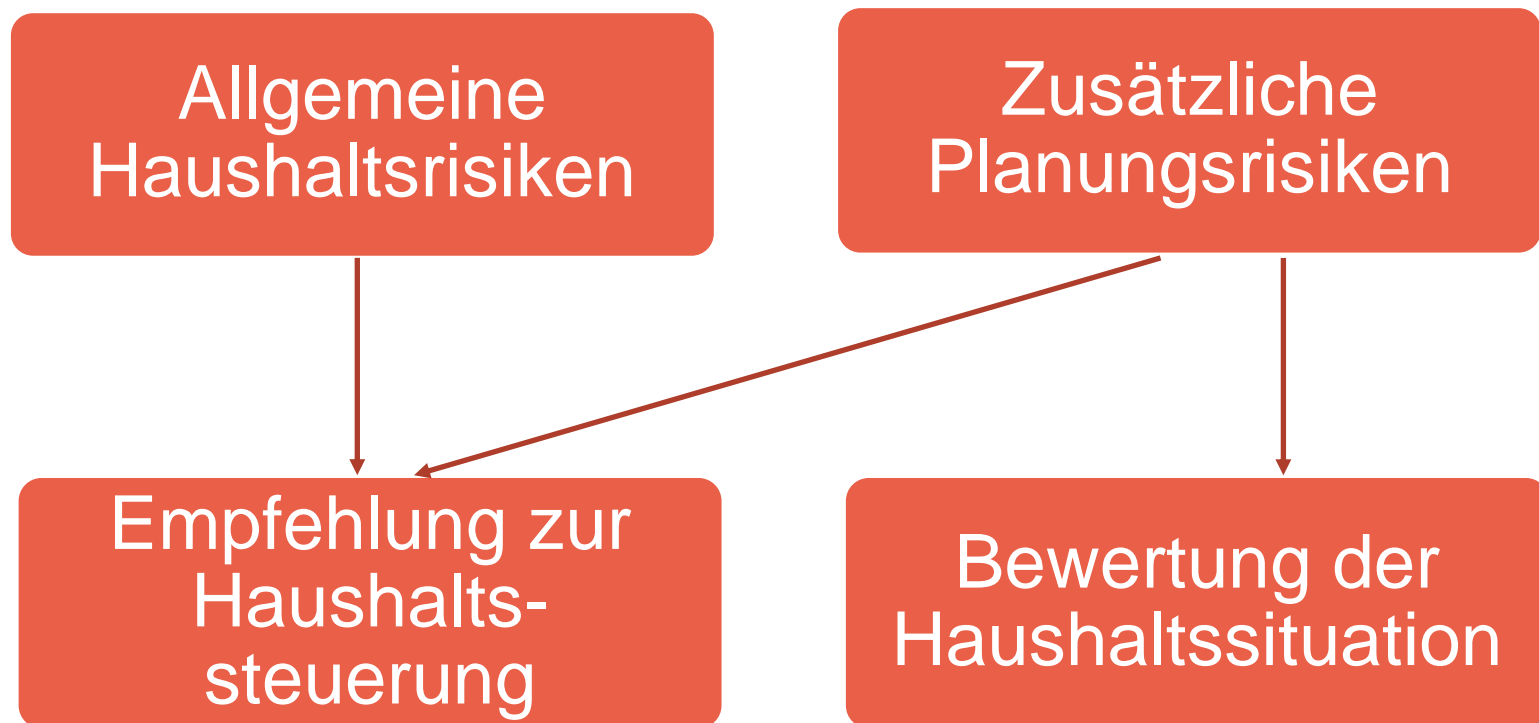 Allgemeine
Haushaltsrisiken
Zusätzliche
Planungsrisiken
Empfehlung zur
Haushalts-
steuerung
Bewertung der
Haushaltssituation